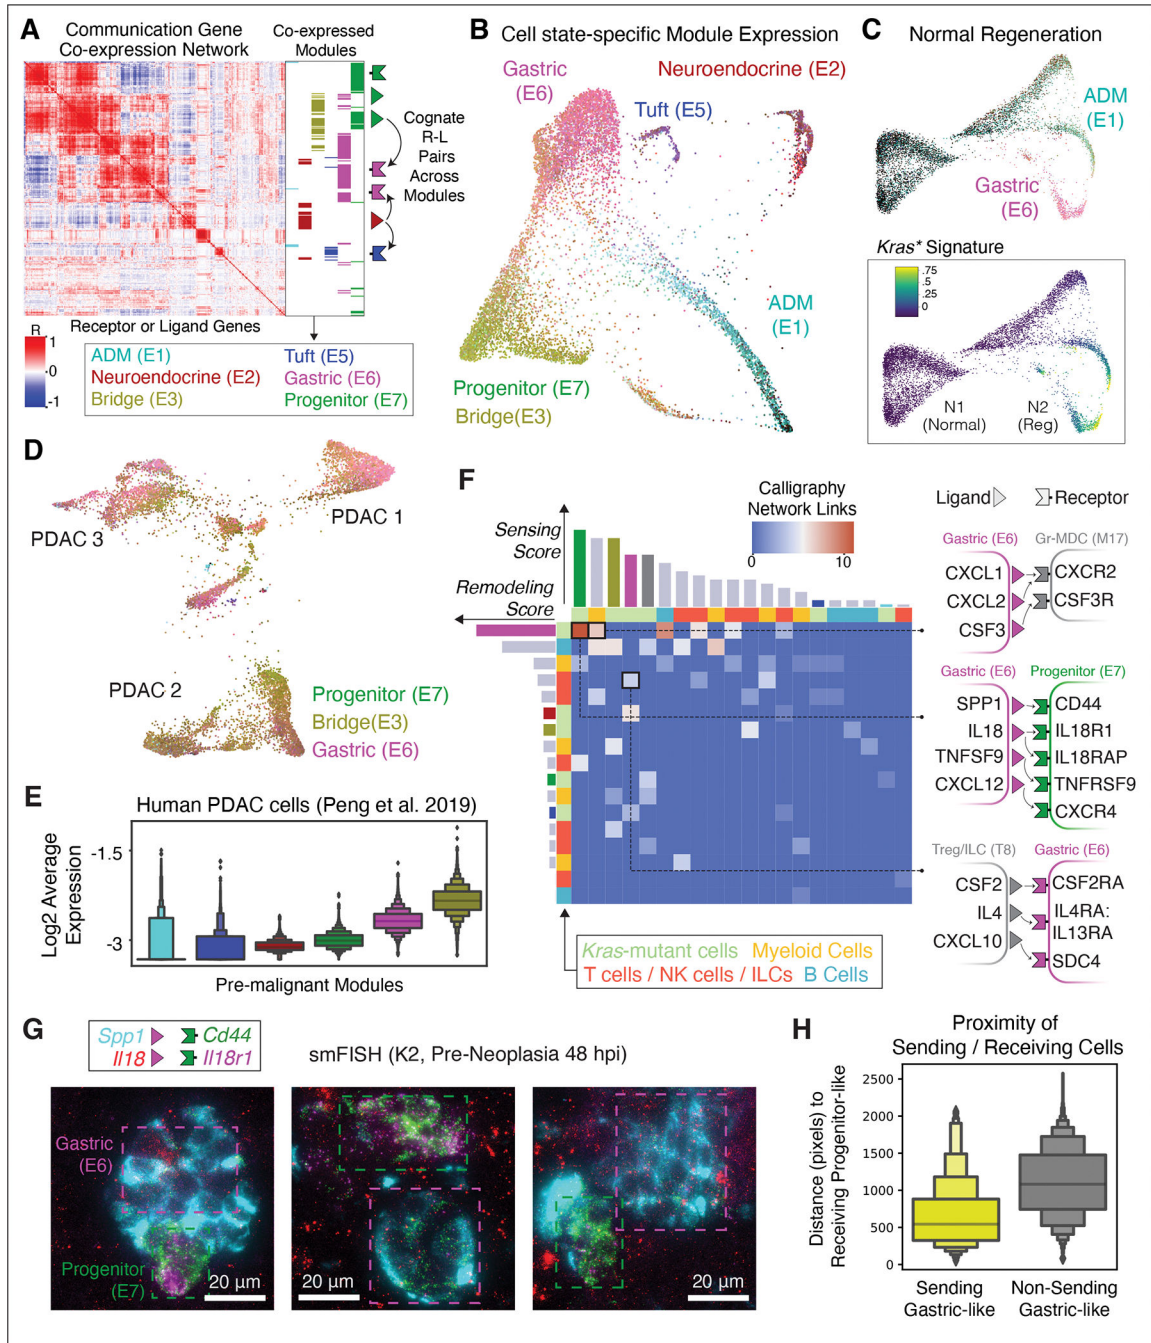 A
Communication Gene
Co-expression Network
Co-expressed
Modules
Cognate
R-L
Pairs
Across
Modules
R
1
0
-1
Receptor or Ligand Genes
ADM (E1)
Neuroendocrine (E2)
Bridge (E3)
Tuft (E5)
Gastric (E6)
Progenitor (E7)
B
Cell state-specific Module Expression
Gastric
(E6)
Neuroendocrine (E2)
Tuft (E5)
ADM
(E1)
Progenitor (E7)
Bridge(E3)
C
Normal Regeneration
ADM
(E1)
Gastric
(E6)
Kras* Signature
.75
.5
.25
0
N1
(Normal)
N2
(Reg)
D
PDAC 3
PDAC 1
PDAC 2
Progenitor (E7)
Bridge(E3)
Gastric (E6)
E
Human PDAC cells (Peng et al. 2019)
Log2 Average
Expression
-1.5
-3
Pre-malignant Modules
F
Sensing
Score
Remodeling
Score
Calligraphy
Network Links
0
10
Kras-mutant cells
Myeloid Cells
T cells / NK cells / ILCs
B Cells
Ligand
Receptor
Gastric (E6)
Gr-MDC (M17)
CXCL1
CXCL2
CSF3
CXCR2
CSF3R
Gastric (E6)
Progenitor (E7)
SPP1
IL18
TNFSF9
CXCL12
CD44
IL18R1
IL18RAP
TNFRSF9
CXCR4
Treg/ILC (T8)
Gastric (E6)
CSF2
IL4
CXCL10
CSF2RA
IL4RA:
IL13RA
SDC4
G
Spp1
Cd44
Il18
Il18r1
smFISH (K2, Pre-Neoplasia 48 hpi)
Gastric
(E6)
Progenitor
(E7)
20 µm
20 µm
20 µm
H
Proximity of
Sending / Receiving Cells
Distance (pixels) to
Receiving Progenitor-like
2500
2000
1500
1000
500
0
Sending
Gastric-like
Non-Sending
Gastric-like